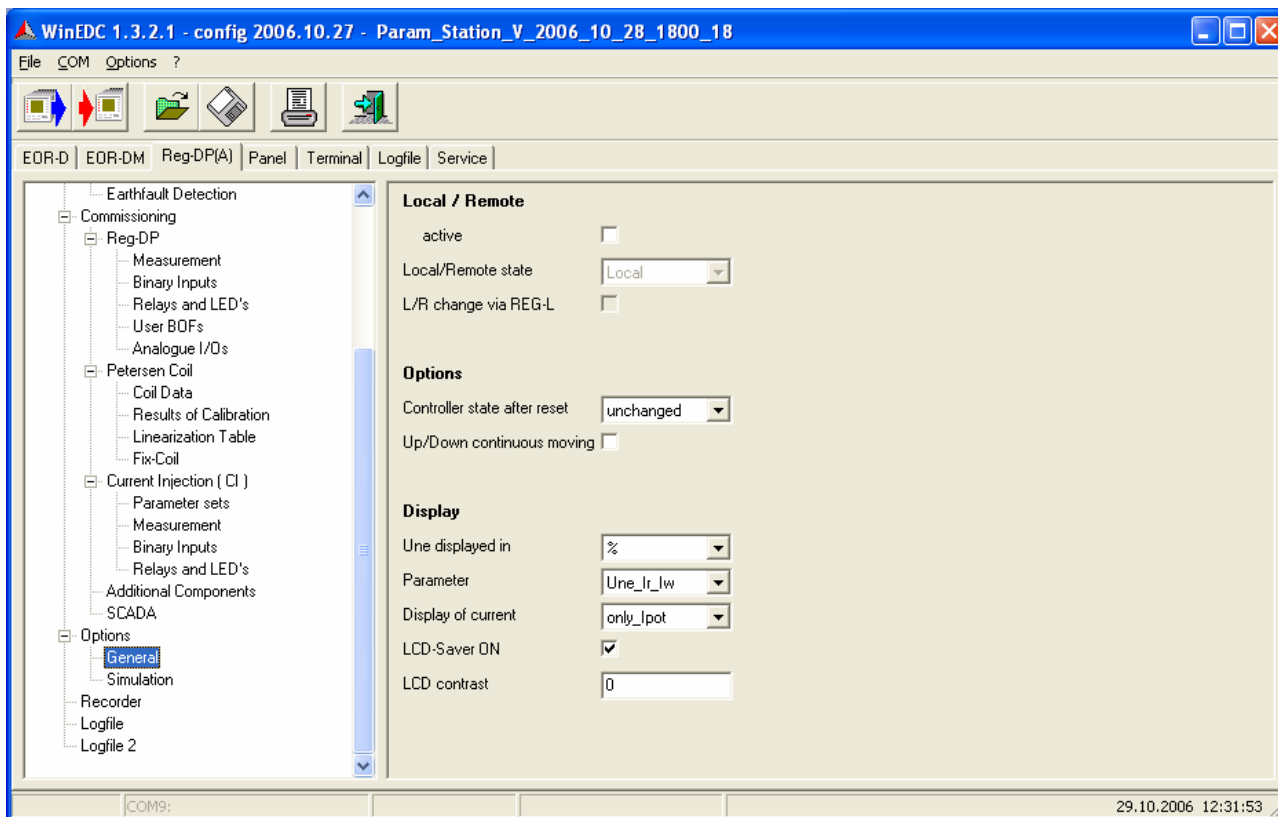 WinEDC 1.3.2.1 - config 2006.10.27 - Param_Station_V_2006_10_28_1800_18
File COM Options ?
EOR-D EOR-DM Reg-DP(A) Panel Terminal Logfile Service
Earthfault Detection
Commissioning
Reg-DP
Measurement
Binary Inputs
Relays and LED's
User BOFs
Analogue I/Os
Petersen Coil
Coil Data
Results of Calibration
Linearization Table
Fix-Coil
Current Injection ( CI )
Parameter sets
Measurement
Binary Inputs
Relays and LED's
Additional Components
SCADA
Options
General
Simulation
Recorder
Logfile
Logfile 2
Local / Remote
active
Local/Remote state Local
L/R change via REG-L
Options
Controller state after reset unchanged
Up/Down continuous moving
Display
Une displayed in %
Parameter Une_Ir_Iw
Display of current only_Ipot
LCD-Saver ON
LCD contrast 0
COM9: 29.10.2006 12:31:53